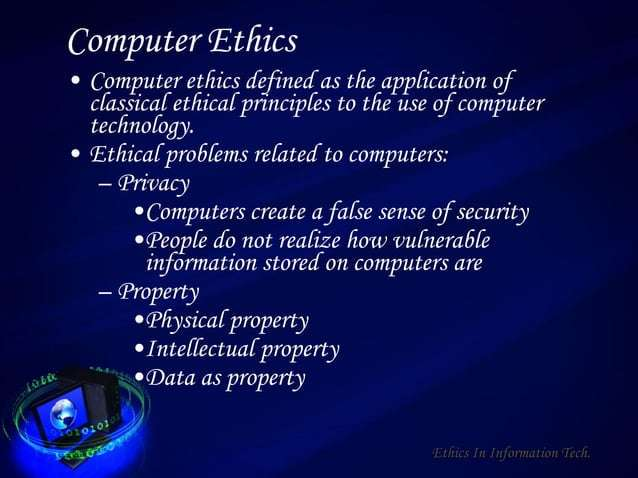 Computer Ethics
• Computer ethics defined as the application of
classical ethical principles to the use of computer
technology.
• Ethical problems related to computers:
– Privacy
•Computers create a false sense of security
•People do not realize how vulnerable
information stored on computers are
– Property
•Physical property
•Intellectual property
•Data as property
Ethics In Information Tech.